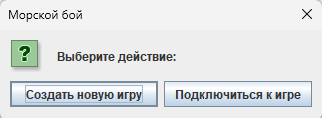 Морской бой
Выберите действие:
Создать новую игру
Подключиться к игре